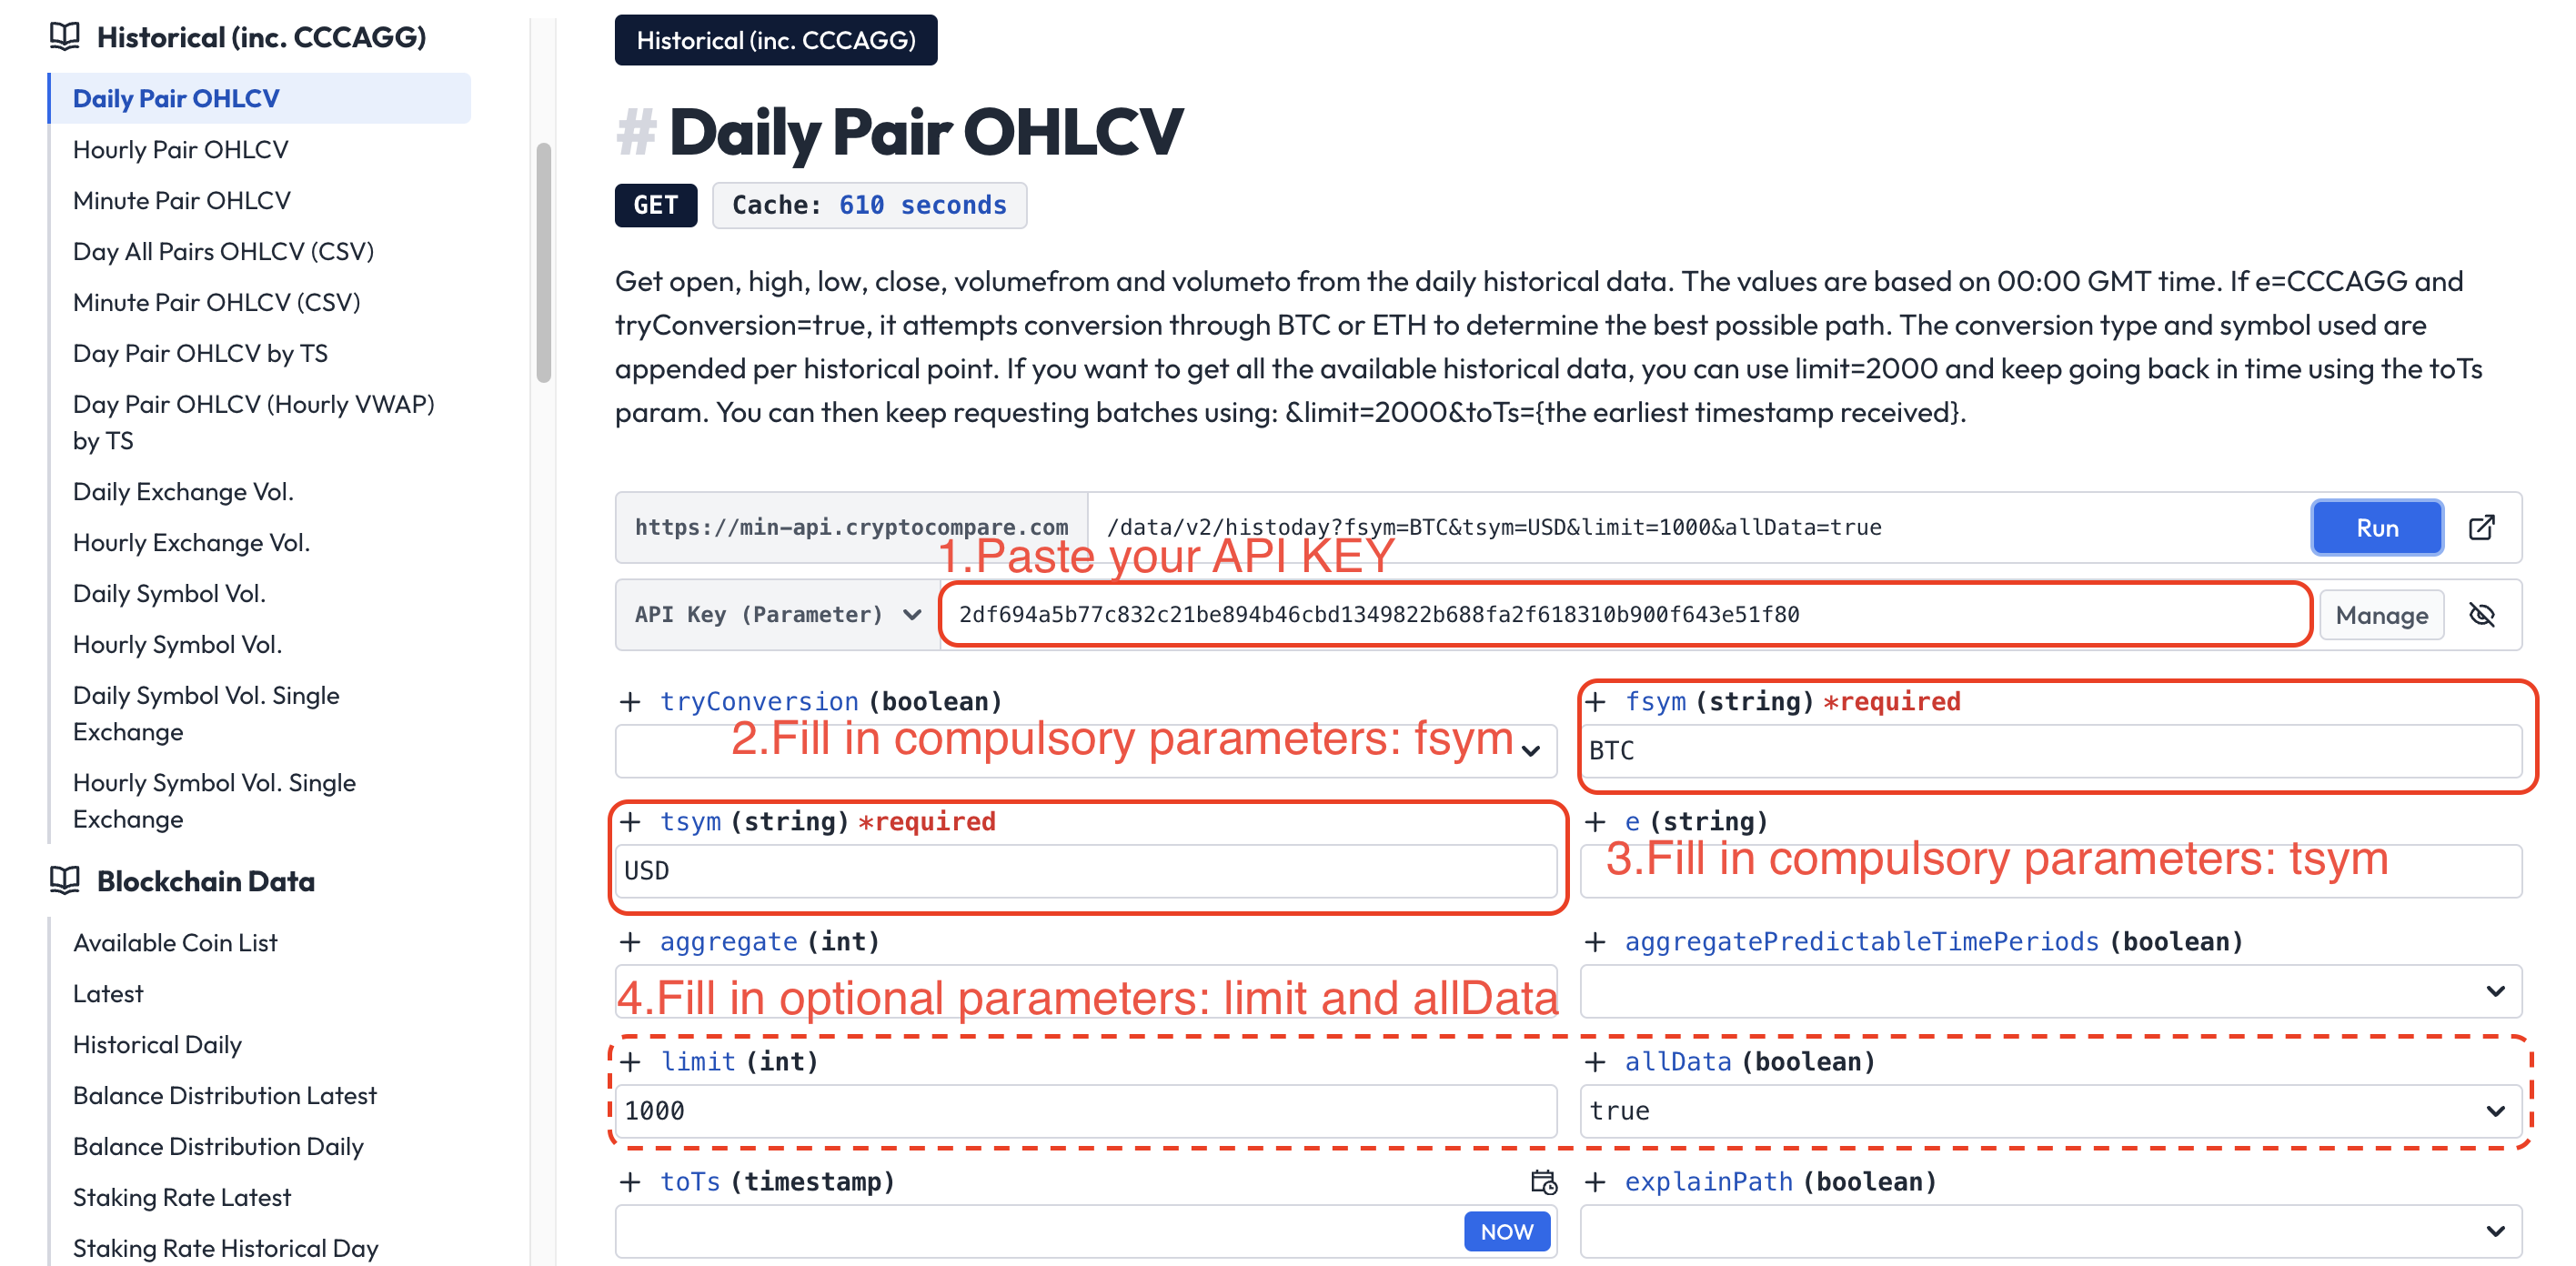 Historical (inc. CCCAGG)
Daily Pair OHLCV
Hourly Pair OHLCV
Minute Pair OHLCV
Day All Pairs OHLCV (CSV)
Minute Pair OHLCV (CSV)
Day Pair OHLCV by TS
Day Pair OHLCV (Hourly VWAP)
by TS
Daily Exchange Vol.
Hourly Exchange Vol.
Daily Symbol Vol.
Hourly Symbol Vol.
Daily Symbol Vol. Single
Exchange
Hourly Symbol Vol. Single
Exchange
Blockchain Data
Available Coin List
Latest
Historical Daily
Balance Distribution Latest
Balance Distribution Daily
Staking Rate Latest
Staking Rate Historical Day
Historical (inc. CCCAGG)
# Daily Pair OHLCV
GET Cache: 610 seconds
Get open, high, low, close, volumefrom and volumeto from the daily historical data. The values are based on 00:00 GMT time. If e=CCCAGG and
tryConversion=true, it attempts conversion through BTC or ETH to determine the best possible path. The conversion type and symbol used are
appended per historical point. If you want to get all the available historical data, you can use limit=2000 and keep going back in time using the toTs
param. You can then keep requesting batches using: &limit=2000&toTs={the earliest timestamp received}.
https://min-api.cryptocompare.com /data/v2/histoday?fsym=BTC&tsym=USD&limit=1000&allData=true Run
1.Paste your API KEY
API Key (Parameter) 2df694a5b77c832c21be894b46cbd1349822b688fa2f618310b900f643e51f80 Manage
+ tryConversion (boolean)
2.Fill in compulsory parameters: fsym
+ fsym (string) *required
BTC
+ tsym (string) *required
USD
+ e (string)
3.Fill in compulsory parameters: tsym
+ aggregate (int)
+ aggregatePredictableTimePeriods (boolean)
4.Fill in optional parameters: limit and allData
+ limit (int)
1000
+ allData (boolean)
true
+ toTs (timestamp)
NOW
+ explainPath (boolean)